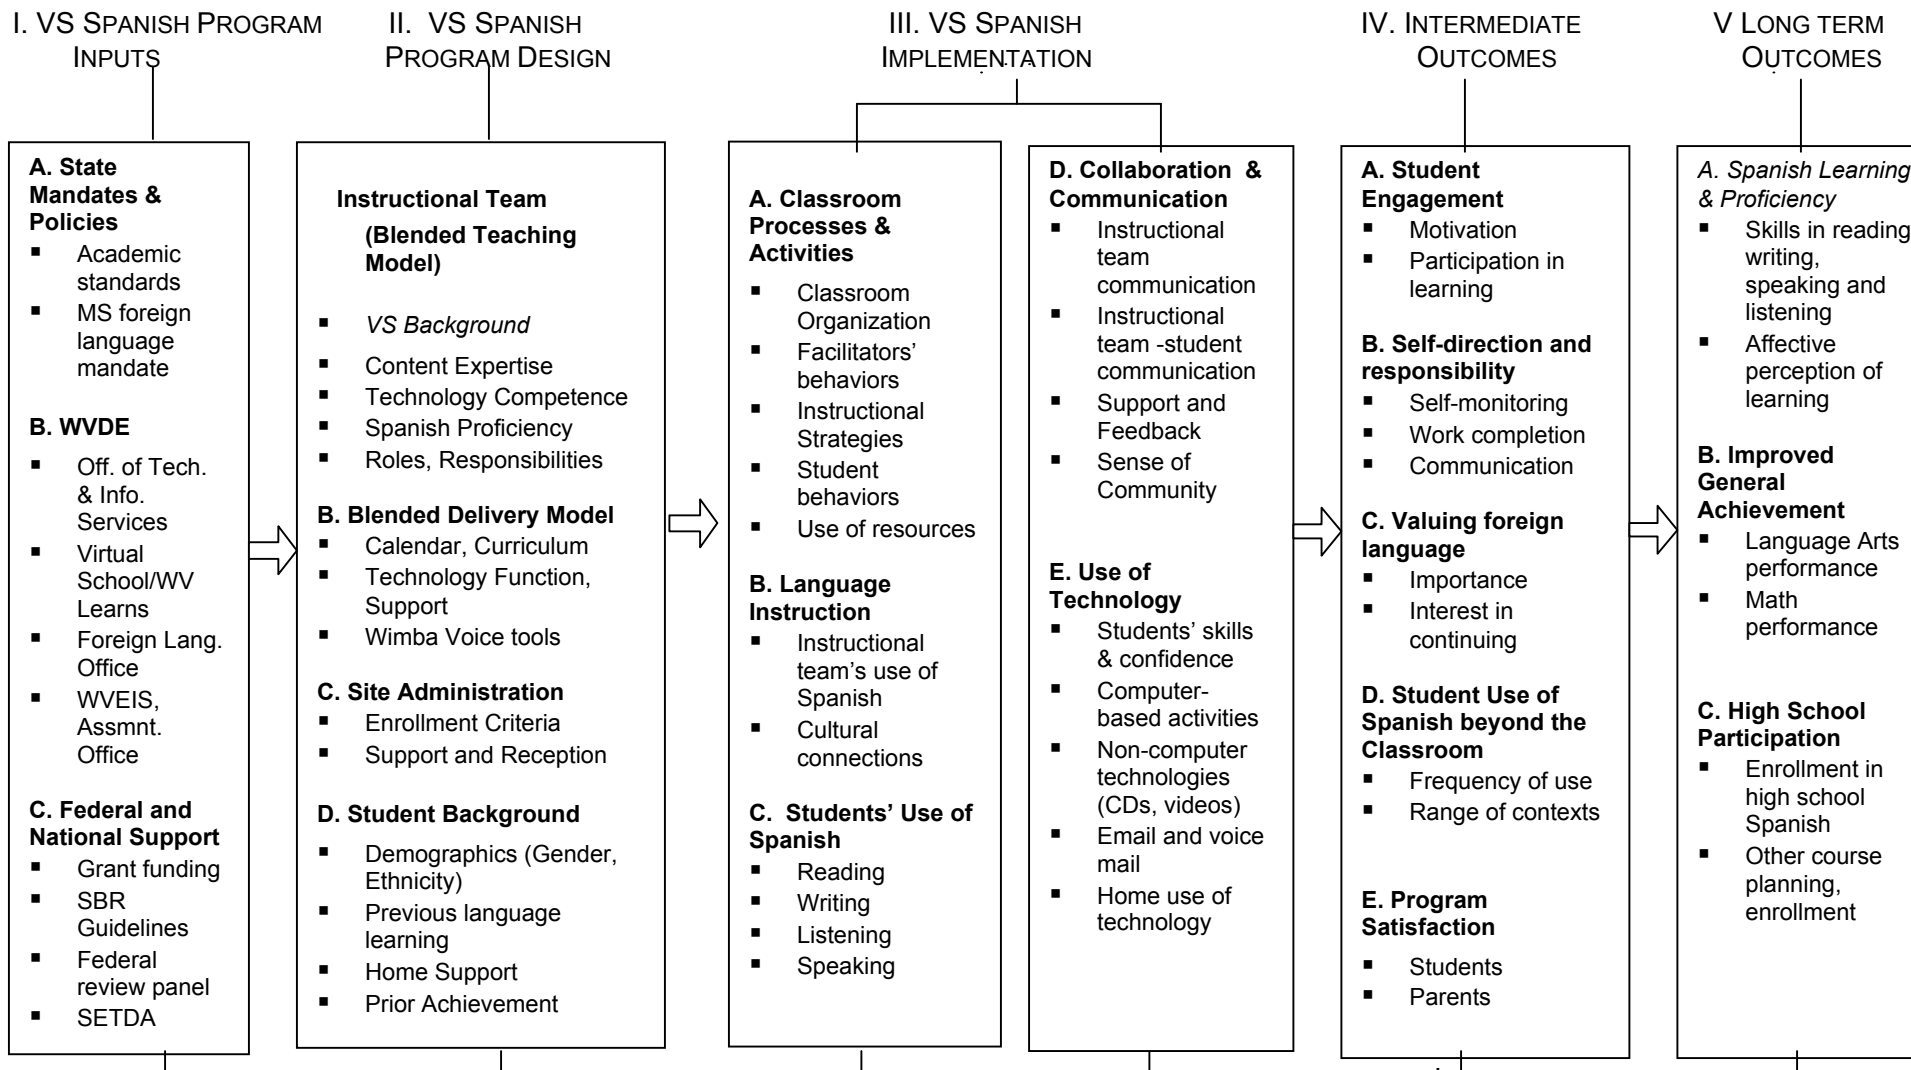 I. VS SPANISH PROGRAM
INPUTS
II. VS SPANISH
PROGRAM DESIGN
III. VS SPANISH
IMPLEMENTATION
IV. INTERMEDIATE
OUTCOMES
V LONG TERM
OUTCOMES
A. State
Mandates &
Policies
▪ Academic
standards
▪ MS foreign
language
mandate
B. WVDE
▪ Off. of Tech.
& Info.
Services
▪ Virtual
School/WV
Learns
▪ Foreign Lang.
Office
▪ WVEIS,
Assmnt.
Office
C. Federal and
National Support
▪ Grant funding
▪ SBR
Guidelines
▪ Federal
review panel
▪ SETDA
Instructional Team
(Blended Teaching
Model)
▪ VS Background
▪ Content Expertise
▪ Technology Competence
▪ Spanish Proficiency
▪ Roles, Responsibilities
B. Blended Delivery Model
▪ Calendar, Curriculum
▪ Technology Function,
Support
▪ Wimba Voice tools
C. Site Administration
▪ Enrollment Criteria
▪ Support and Reception
D. Student Background
▪ Demographics (Gender,
Ethnicity)
▪ Previous language
learning
▪ Home Support
▪ Prior Achievement
A. Classroom
Processes &
Activities
▪ Classroom
Organization
▪ Facilitators’
behaviors
▪ Instructional
Strategies
▪ Student
behaviors
▪ Use of resources
B. Language
Instruction
▪ Instructional
team’s use of
Spanish
▪ Cultural
connections
C. Students’ Use of
Spanish
▪ Reading
▪ Writing
▪ Listening
▪ Speaking
D. Collaboration &
Communication
▪ Instructional
team
communication
▪ Instructional
team -student
communication
▪ Support and
Feedback
▪ Sense of
Community
E. Use of
Technology
▪ Students’ skills
& confidence
▪ Computer-
based activities
▪ Non-computer
technologies
(CDs, videos)
▪ Email and voice
mail
▪ Home use of
technology
A. Student
Engagement
▪ Motivation
▪ Participation in
learning
B. Self-direction and
responsibility
▪ Self-monitoring
▪ Work completion
▪ Communication
C. Valuing foreign
language
▪ Importance
▪ Interest in
continuing
D. Student Use of
Spanish beyond the
Classroom
▪ Frequency of use
▪ Range of contexts
E. Program
Satisfaction
▪ Students
▪ Parents
A. Spanish Learning
& Proficiency
▪ Skills in reading
writing,
speaking and
listening
▪ Affective
perception of
learning
B. Improved
General
Achievement
▪ Language Arts
performance
▪ Math
performance
C. High School
Participation
▪ Enrollment in
high school
Spanish
▪ Other course
planning,
enrollment